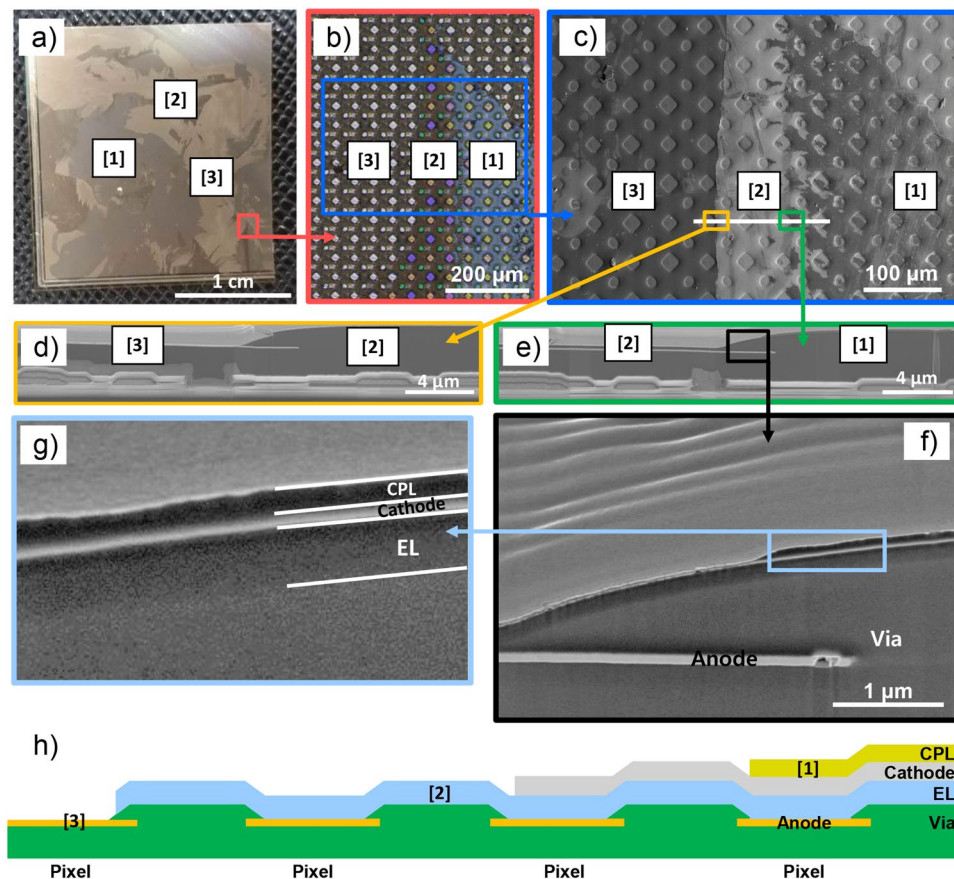 a)
[2]
[1]
[3]
1 cm
b)
[3]
[2]
[1]
200 µm
c)
[3]
[2]
[1]
100 µm
d)
[3]
[2]
4 µm
e)
[2]
[1]
4 µm
g)
CPL
Cathode
EL
f)
Via
Anode
1 µm
h)
[1]
CPL
Cathode
[2]
EL
[3]
Anode
Via
Pixel
Pixel
Pixel
Pixel